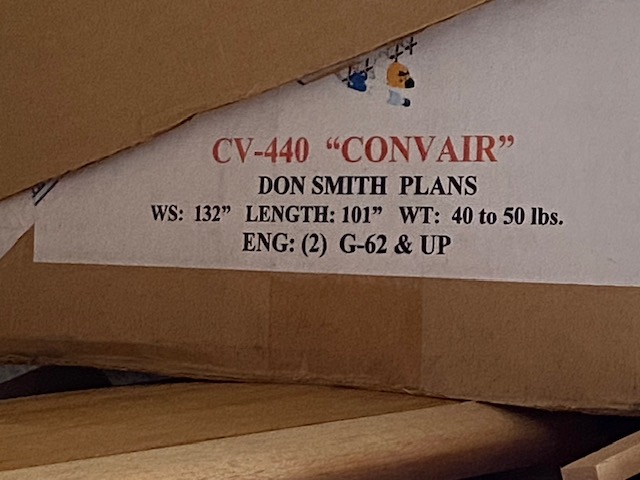 CV-440 “CONVAIR”
DON SMITH PLANS
WS: 132” LENGTH: 101” WT: 40 to 50 lbs.
ENG: (2) G-62 & UP